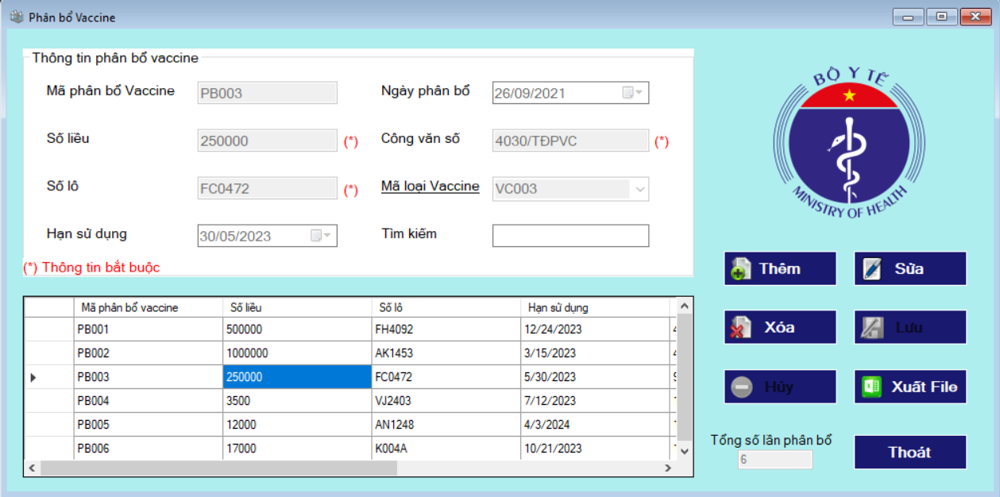 Phân bổ Vaccine
Thông tin phân bổ vaccine
Mã phân bổ Vaccine PB003 Ngày phân bổ 26/09/2021
Số liều 250000 (*) Công văn số 4030/TĐPVC (*)
Số lô FC0472 (*) Mã loại Vaccine VC003
Hạn sử dụng 30/05/2023 Tìm kiếm
(*) Thông tin bắt buộc
BỘ Y TẾ
MINISTRY OF HEALTH
Thêm Sửa
Xóa Lưu
Hủy Xuất File
Tổng số lần phân bổ
6
Thoát
Mã phân bổ vaccine Số liều Số lô Hạn sử dụng
PB001 500000 FH4092 12/24/2023
PB002 1000000 AK1453 3/15/2023
PB003 250000 FC0472 5/30/2023
PB004 3500 VJ2403 7/12/2023
PB005 12000 AN1248 4/3/2024
PB006 17000 K004A 10/21/2023